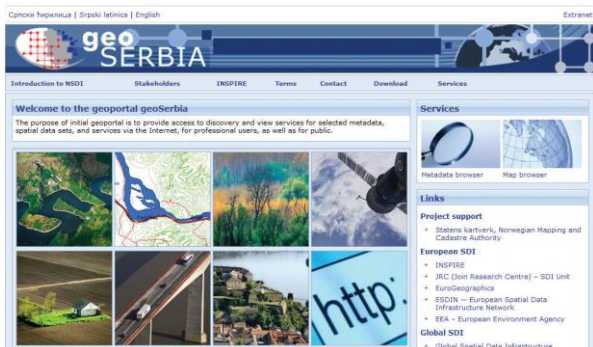 Српски ћирилица | Srpski latinica | English
Extranet
geo
SERBIA
Introduction to NSDI
Stakeholders
INSPIRE
Terms
Contact
Download
Services
Welcome to the geoportal geoSerbia
The purpose of initial geoportal is to provide access to discovery and view services for selected metadata,
spatial data sets, and services via the Internet, for professional users, as well as for public.
http:
Services
Metadata browser
Map browser
Links
Project support
Statens kartverk, Norwegian Mapping and
Cadastre Authority
European SDI
INSPIRE
JRC (Join Research Centre) – SDI Unit
EuroGeographics
ESDIN — European Spatial Data
Infrastructure Network
EEA – European Environment Agency
Global SDI
Global Spatial Data Infrastructure